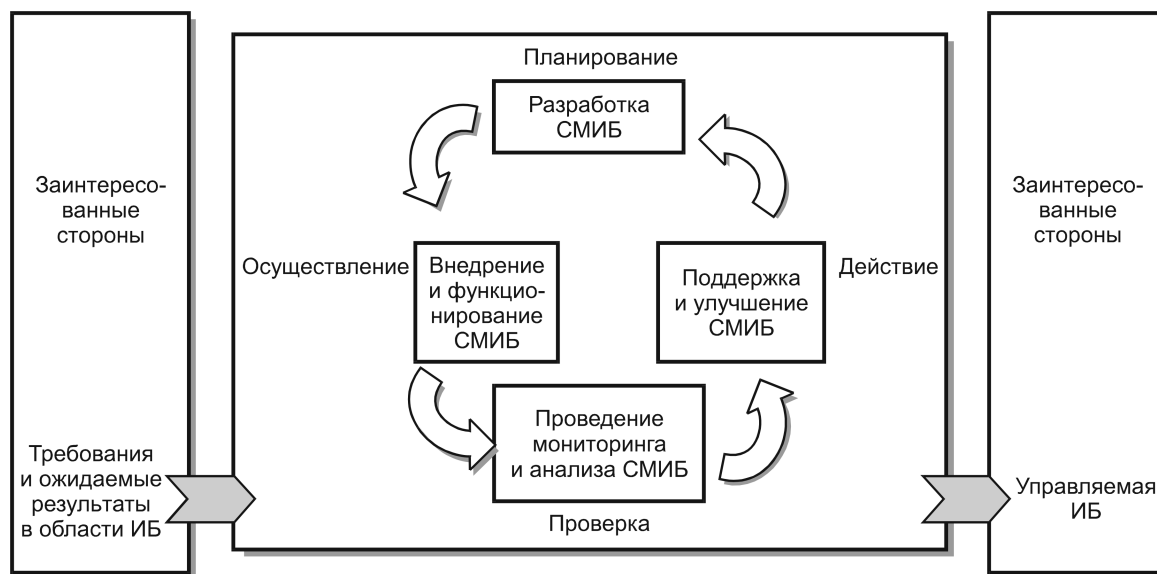 Заинтересо-
ванные
стороны
Требования
и ожидаемые
результаты
в области ИБ
Планирование
Разработка
СМИБ
Осуществление
Внедрение
и функцио-
нирование
СМИБ
Поддержка
и улучшение
СМИБ
Действие
Проведение
мониторинга
и анализа СМИБ
Проверка
Заинтересо-
ванные
стороны
Управляемая
ИБ